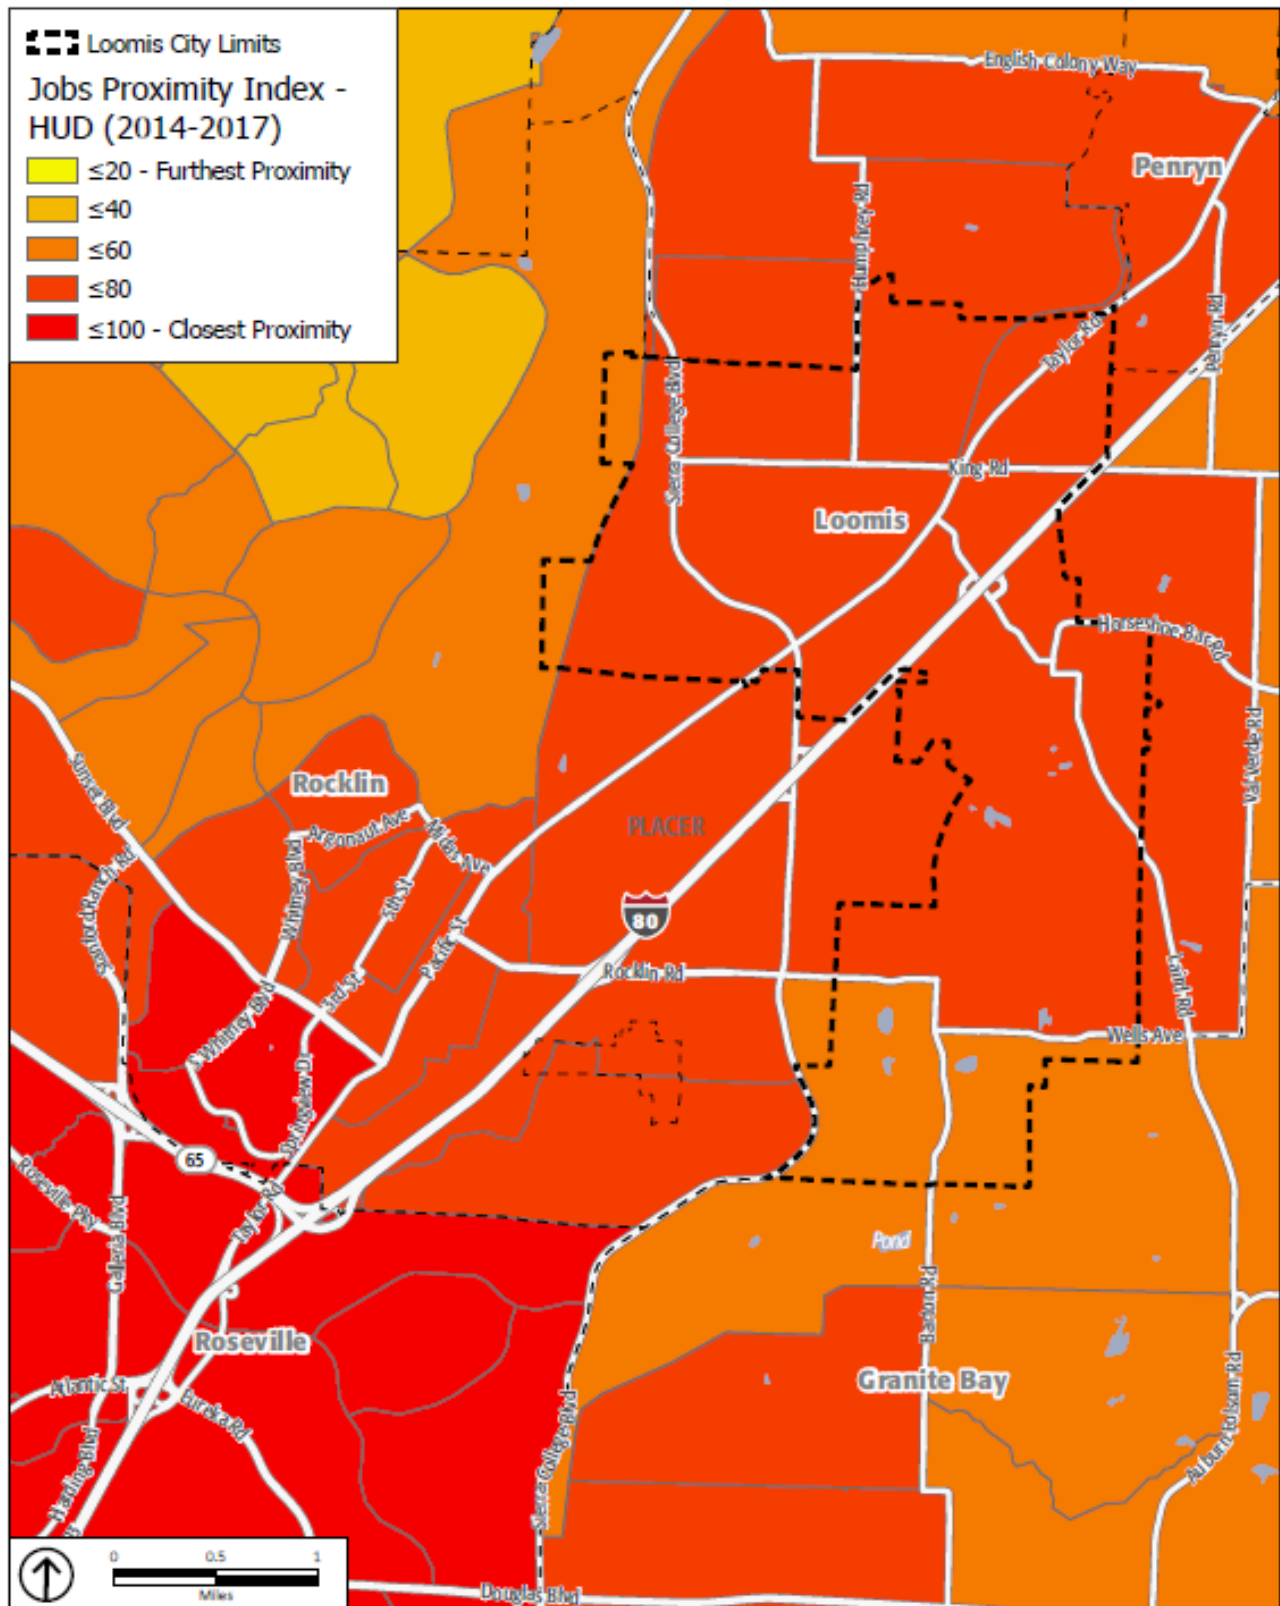 Loomis City Limits
Jobs Proximity Index -
HUD (2014-2017)
≤20 - Furthest Proximity
≤40
≤60
≤80
≤100 - Closest Proximity
English Colony Way
Penryn
Humphrey Rd
Taylor Rd
Penryn Rd
Sierra College Blvd
King Rd
Loomis
Horseshoe Bar Rd
Val Verde Rd
Sunset Blvd
Rocklin
Argonaut Ave
Midas Ave
PLACER
Stanford Ranch Rd
Whitney Blvd
5th St
Pacific St
80
Rocklin Rd
3rd St
Laird Rd
S Whitney Blvd
Wells Ave
Springview Dr
65
Roseville Pky
Galleria Blvd
Taylor Rd
Pond
Barton Rd
Roseville
Granite Bay
Atlantic St
Eureka Rd
Harding Blvd
Sierra College Blvd
Auburn Folsom Rd
0 0.5 1
Miles
Douglas Blvd